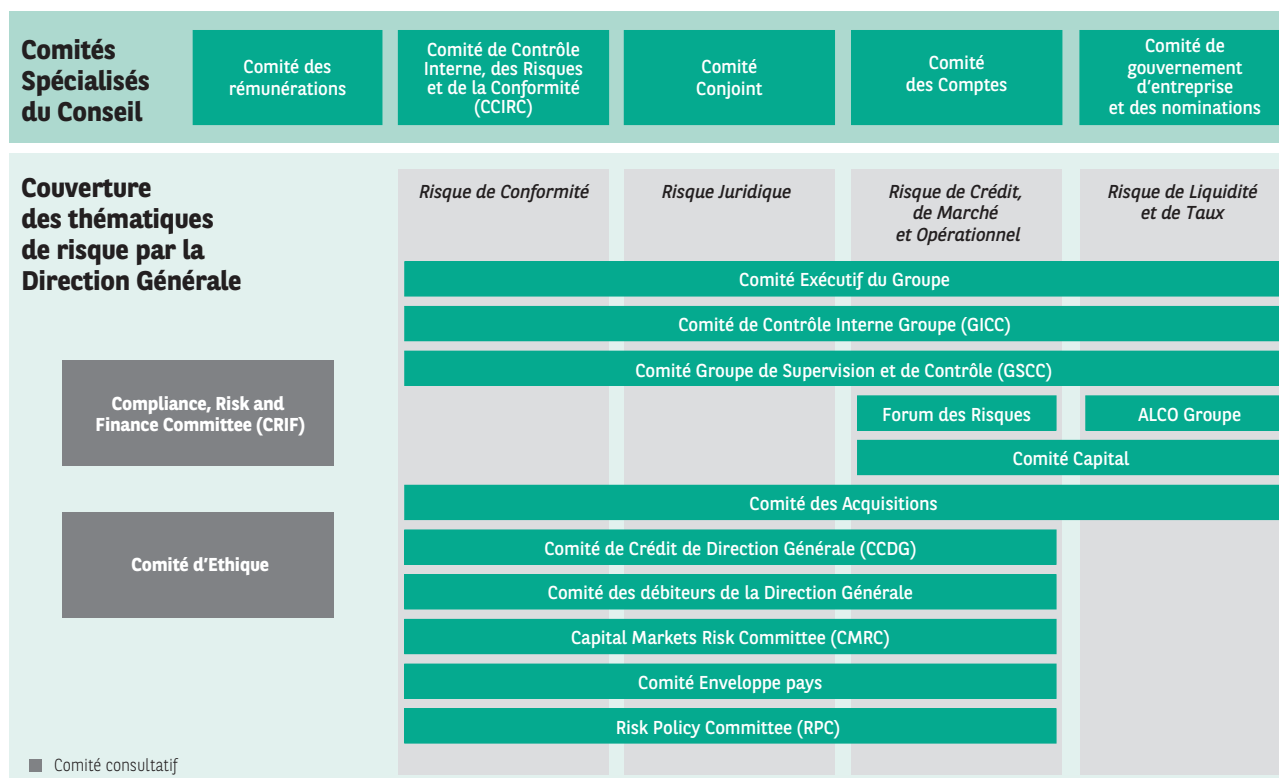 Comités
Spécialisés
du Conseil
Comité des
rémunérations
Comité de Contrôle
Interne, des Risques
et de la Conformité
(CCIRC)
Comité
Conjoint
Comité
des Comptes
Comité de
gouvernement
d'entreprise
et des nominations
Couverture
des thématiques
de risque par la
Direction Générale
Risque de Conformité
Risque Juridique
Risque de Crédit,
de Marché
et Opérationnel
Risque de Liquidité
et de Taux
Comité Exécutif du Groupe
Comité de Contrôle Interne Groupe (GICC)
Comité Groupe de Supervision et de Contrôle (GSCC)
Compliance, Risk and
Finance Committee (CRIF)
Forum des Risques
ALCO Groupe
Comité Capital
Comité des Acquisitions
Comité d'Ethique
Comité de Crédit de Direction Générale (CCDG)
Comité des débiteurs de la Direction Générale
Capital Markets Risk Committee (CMRC)
Comité Enveloppe pays
Risk Policy Committee (RPC)
Comité consultatif